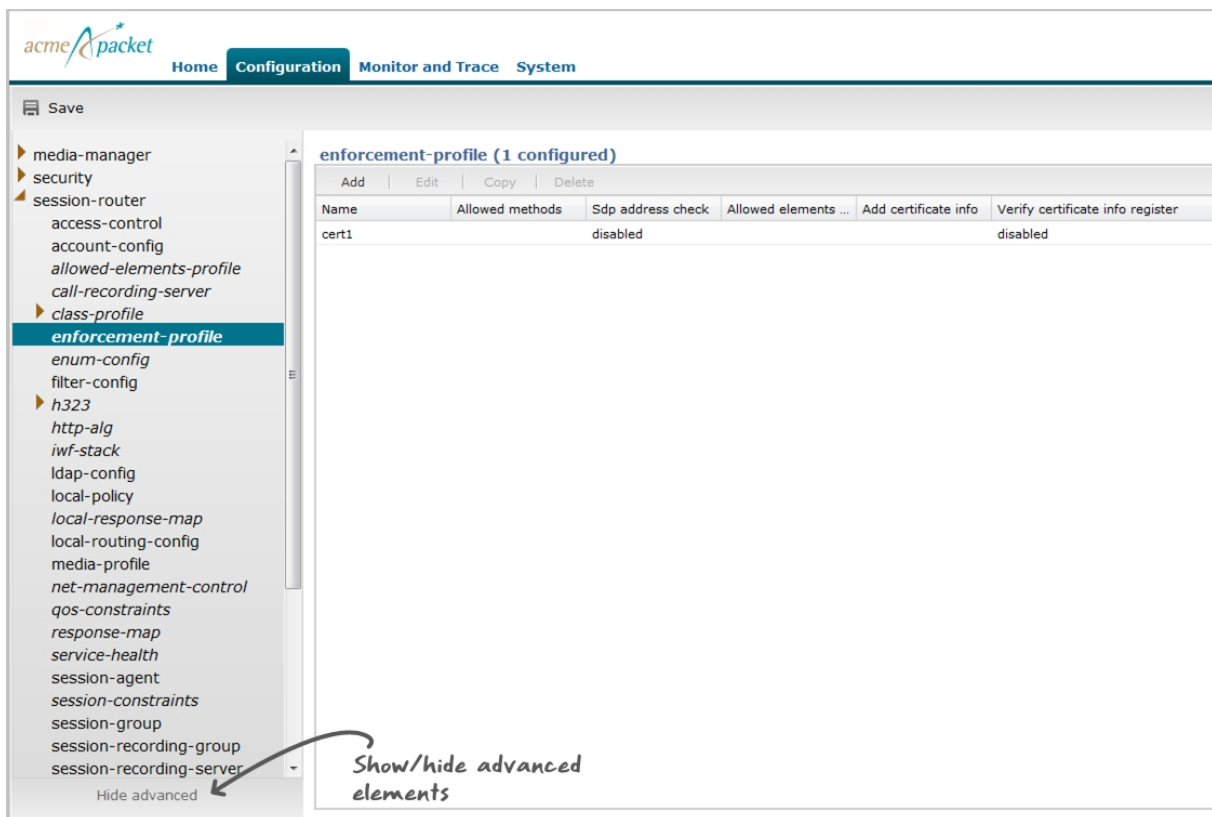 acme packet
Home Configuration Monitor and Trace System
Save
media-manager
security
session-router
access-control
account-config
allowed-elements-profile
call-recording-server
class-profile
enforcement-profile
enum-config
filter-config
h323
http-alg
iwf-stack
ldap-config
local-policy
local-response-map
local-routing-config
media-profile
net-management-control
qos-constraints
response-map
service-health
session-agent
session-constraints
session-group
session-recording-group
session-recording-server
Hide advanced
enforcement-profile (1 configured)
Add | Edit | Copy | Delete
Name Allowed methods Sdp address check Allowed elements ... Add certificate info Verify certificate info register
cert1 disabled disabled
Show/hide advanced
elements